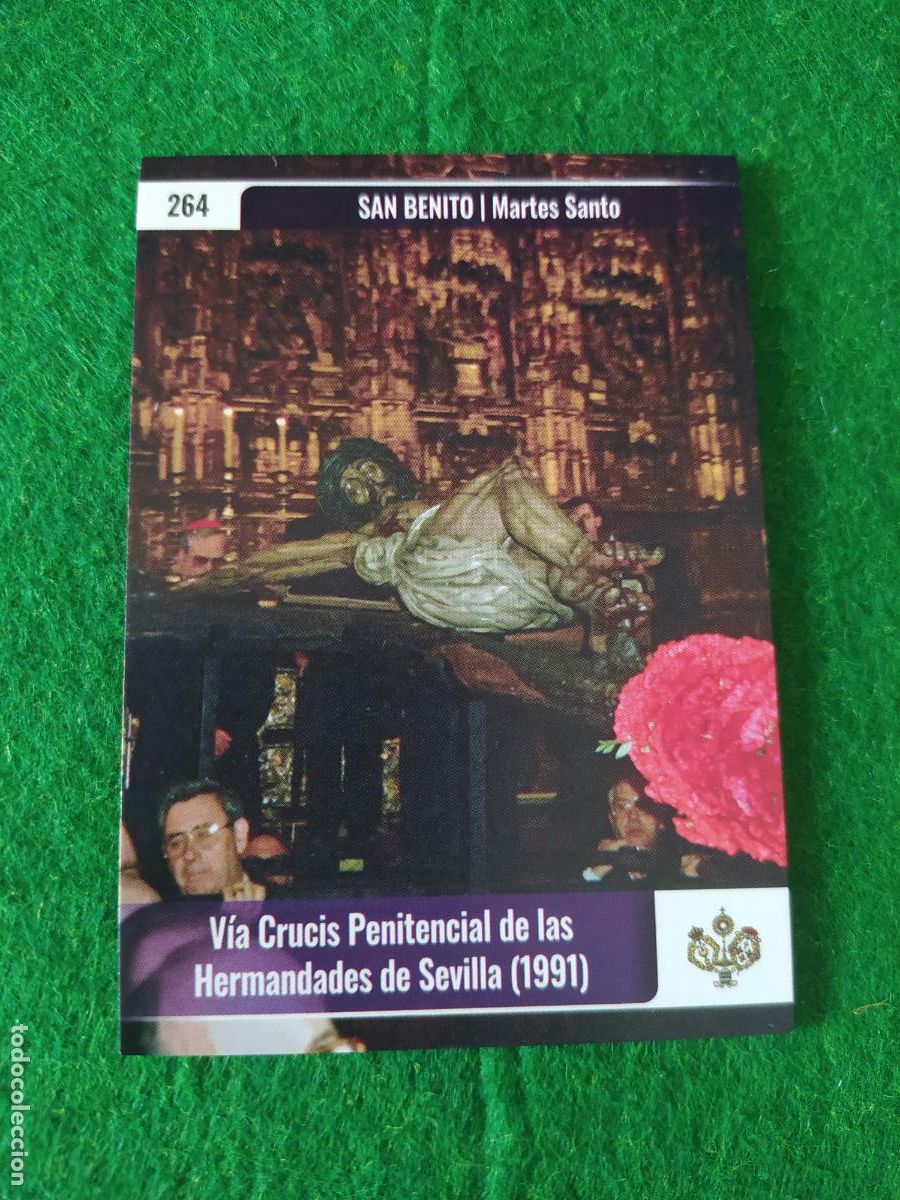 264
SAN BENITO | Martes Santo
Vía Crucis Penitencial de las
Hermandades de Sevilla (1991)
todocoleccion